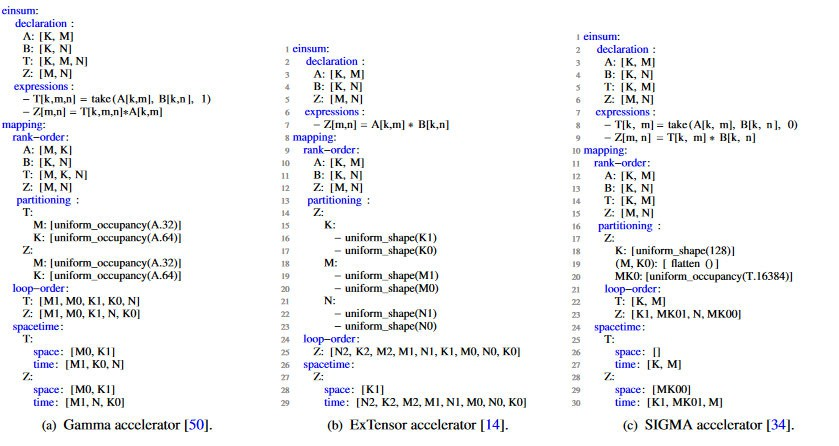 einsum:
declaration :
A: [K, M]
B: [K, N]
T: [K, M, N]
Z: [M, N]
expressions:
− T[k,m,n] = take(A[k,m], B[k,n], 1)
− Z[m,n] = T[k,m,n]*A[k,m]
mapping:
rank-order:
A: [M, K]
B: [K, N]
T: [M, K, N]
Z: [M, N]
partitioning :
T:
M: [uniform_occupancy(A.32)]
K: [uniform_occupancy(A.64)]
Z:
M: [uniform_occupancy(A.32)]
K: [uniform_occupancy(A.64)]
loop-order:
T: [M1, M0, K1, K0, N]
Z: [M1, M0, K1, N, K0]
spacetime:
T:
space: [M0, K1]
time: [M1, K0, N]
Z:
space: [M0, K1]
time: [M1, N, K0]
(a) Gamma accelerator [50].
1 einsum:
2 declaration :
3 A: [K, M]
4 B: [K, N]
5 Z: [M, N]
6 expressions:
7 − Z[m,n] = A[k,m] * B[k,n]
8 mapping:
9 rank-order:
10 A: [K, M]
11 B: [K, N]
12 Z: [M, N]
13 partitioning :
14 Z:
15 K:
16 − uniform_shape(K1)
17 − uniform_shape(K0)
18 M:
19 − uniform_shape(M1)
20 − uniform_shape(M0)
21 N:
22 − uniform_shape(N1)
23 − uniform_shape(N0)
24 loop-order:
25 Z: [N2, K2, M2, M1, N1, K1, M0, N0, K0]
26 spacetime:
27 Z:
28 space: [K1]
29 time: [N2, K2, M2, M1, N1, M0, N0, K0]
(b) ExTensor accelerator [14].
1 einsum:
2 declaration :
3 A: [K, M]
4 B: [K, N]
5 T: [K, M]
6 Z: [M, N]
7 expressions:
8 − T[k, m] = take(A[k, m], B[k, n], 0)
9 − Z[m, n] = T[k, m] * B[k, n]
10 mapping:
11 rank-order:
12 A: [K, M]
13 B: [K, N]
14 T: [K, M]
15 Z: [M, N]
16 partitioning :
17 Z:
18 K: [uniform_shape(128)]
19 (M, K0): [ flatten ()]
20 MK0: [uniform_occupancy(T.16384)]
21 loop-order:
22 T: [K, M]
23 Z: [K1, MK01, N, MK00]
24 spacetime:
25 T:
26 space: []
27 time: [K, M]
28 Z:
29 space: [MK00]
30 time: [K1, MK01, M]
(c) SIGMA accelerator [34].